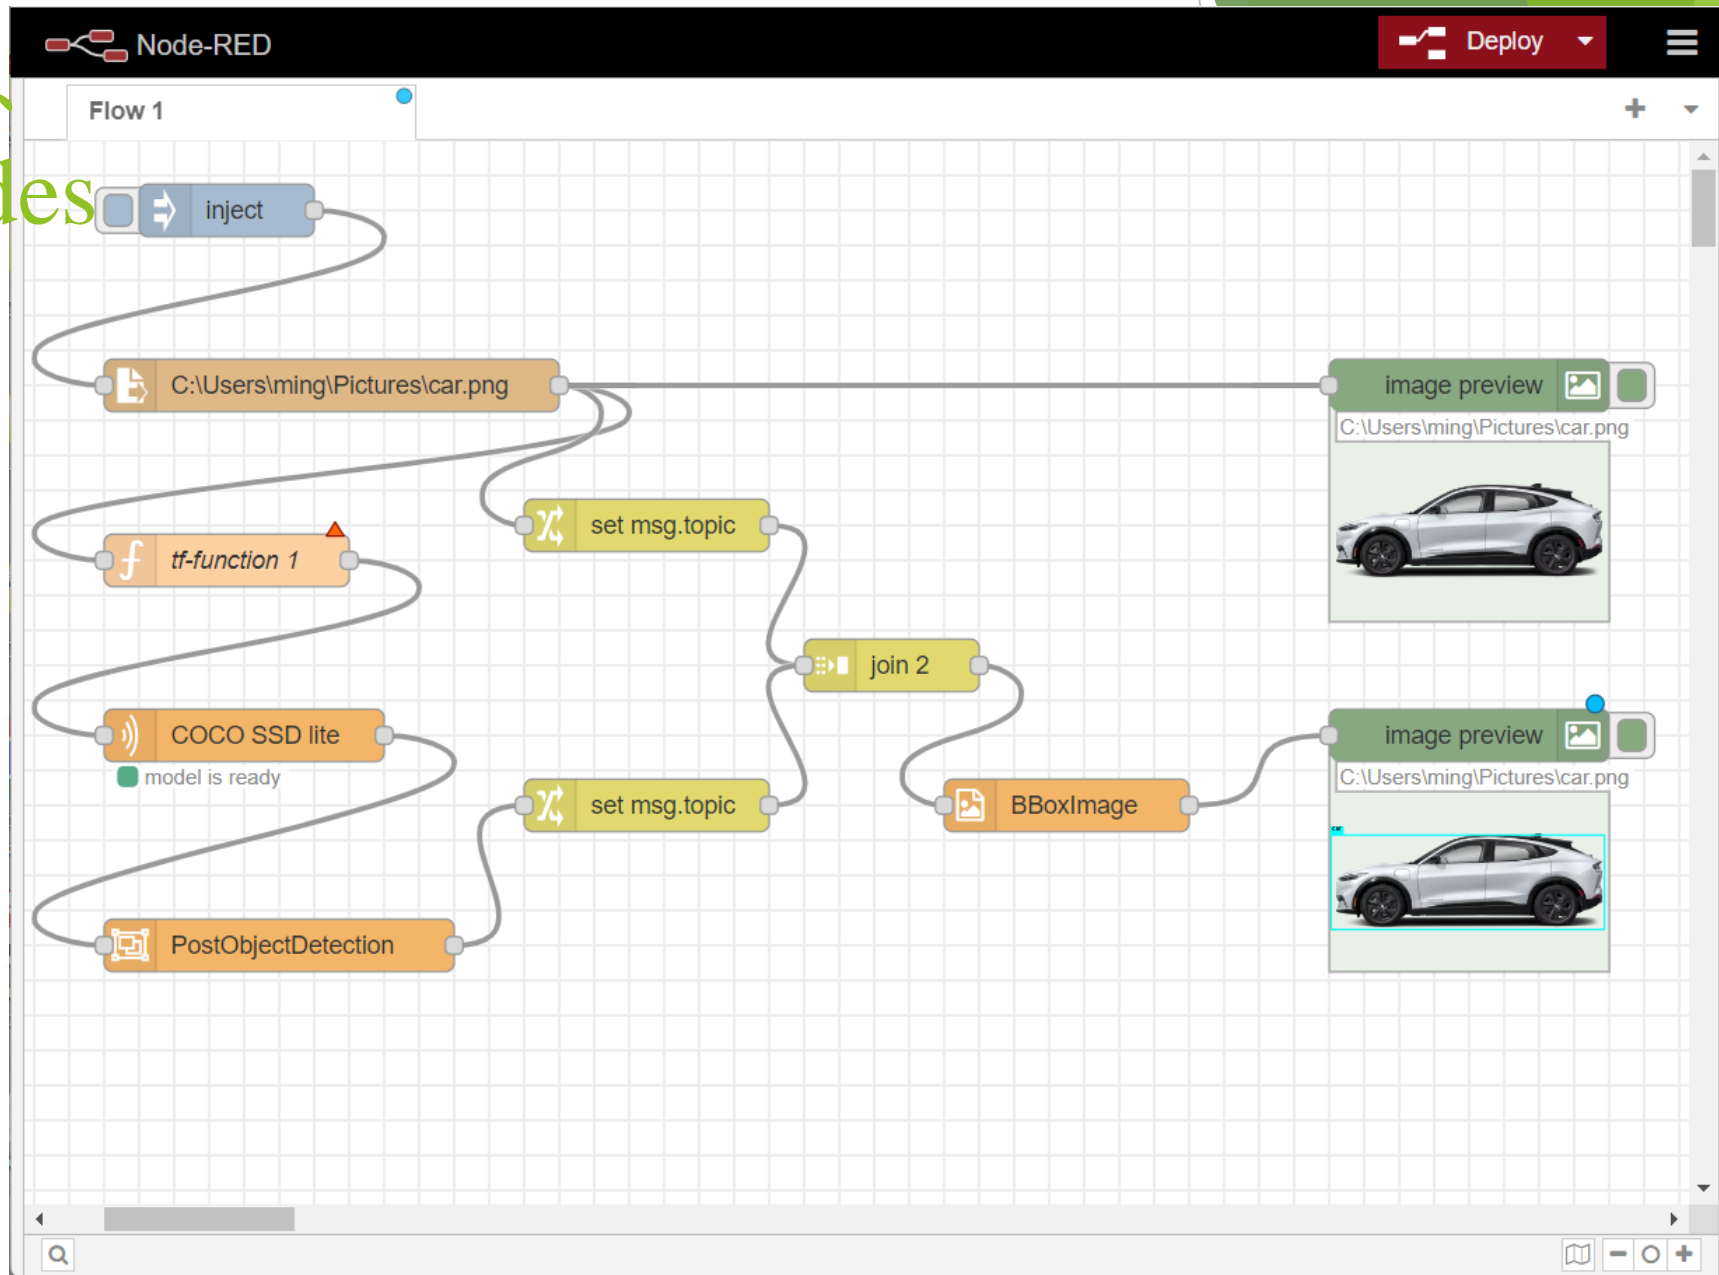 Node-RED
Deploy
Flow 1
des
inject
C:\Users\ming\Pictures\car.png
image preview
C:\Users\ming\Pictures\car.png
set msg.topic
tf-function 1
join 2
COCO SSD lite
model is ready
image preview
C:\Users\ming\Pictures\car.png
set msg.topic
BBoxImage
car
PostObjectDetection